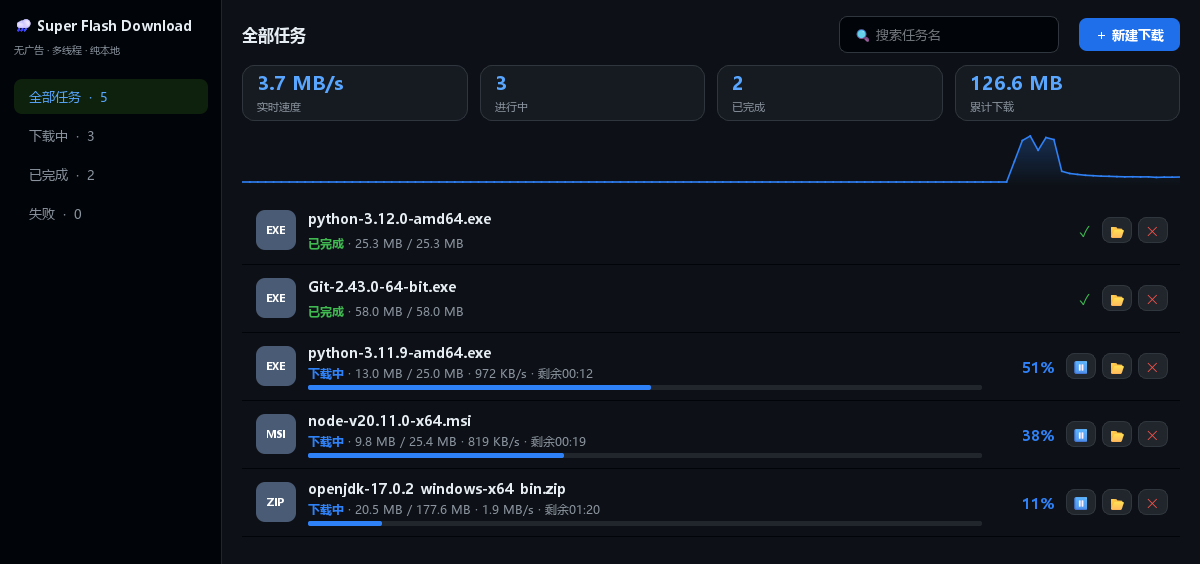 Super Flash Download
无广告 · 多线程 · 纯本地
全部任务 · 5
下载中 · 3
已完成 · 2
失败 · 0
全部任务
搜索任务名
+ 新建下载
3.7 MB/s
实时速度
3
进行中
2
已完成
126.6 MB
累计下载
EXE
python-3.12.0-amd64.exe
已完成 · 25.3 MB / 25.3 MB
✓
EXE
Git-2.43.0-64-bit.exe
已完成 · 58.0 MB / 58.0 MB
✓
EXE
python-3.11.9-amd64.exe
下载中 · 13.0 MB / 25.0 MB · 972 KB/s · 剩余00:12
51%
MSI
node-v20.11.0-x64.msi
下载中 · 9.8 MB / 25.4 MB · 819 KB/s · 剩余00:19
38%
ZIP
openjdk-17.0.2 windows-x64 bin.zip
下载中 · 20.5 MB / 177.6 MB · 1.9 MB/s · 剩余01:20
11%